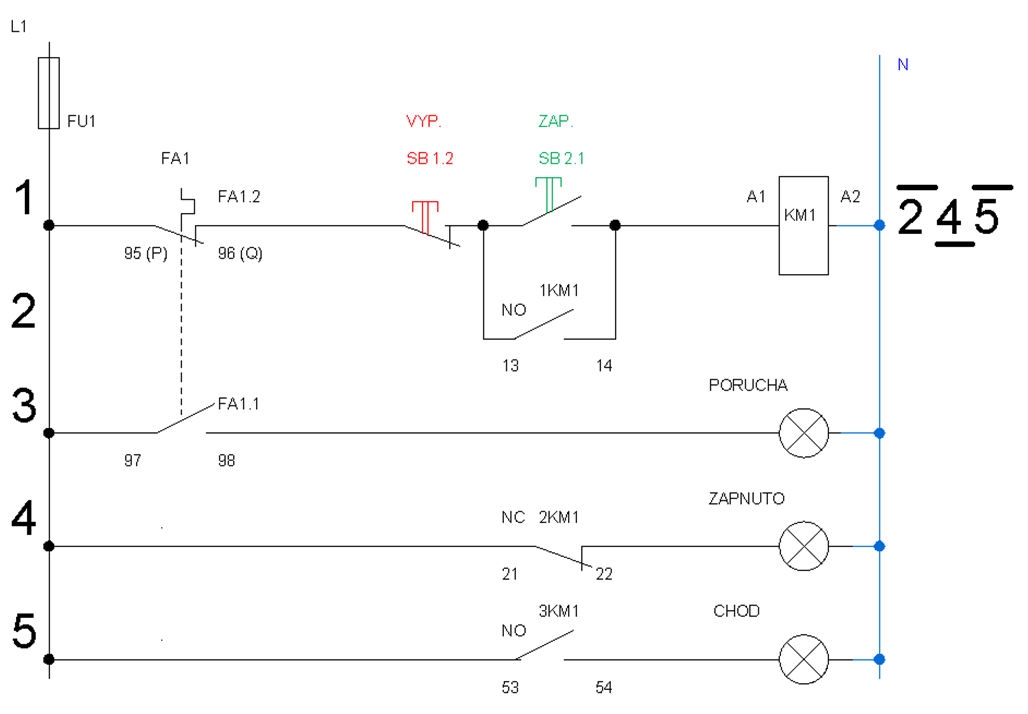 L1
N
FU1
VYP.
ZAP.
FA1
SB 1.2
SB 2.1
1
FA1.2
A1
KM1
A2
2 4 5
95 (P)
96 (Q)
2
NO
1KM1
13
14
3
FA1.1
PORUCHA
97
98
4
NC
2KM1
ZAPNUTO
21
22
5
NO
3KM1
CHOD
53
54